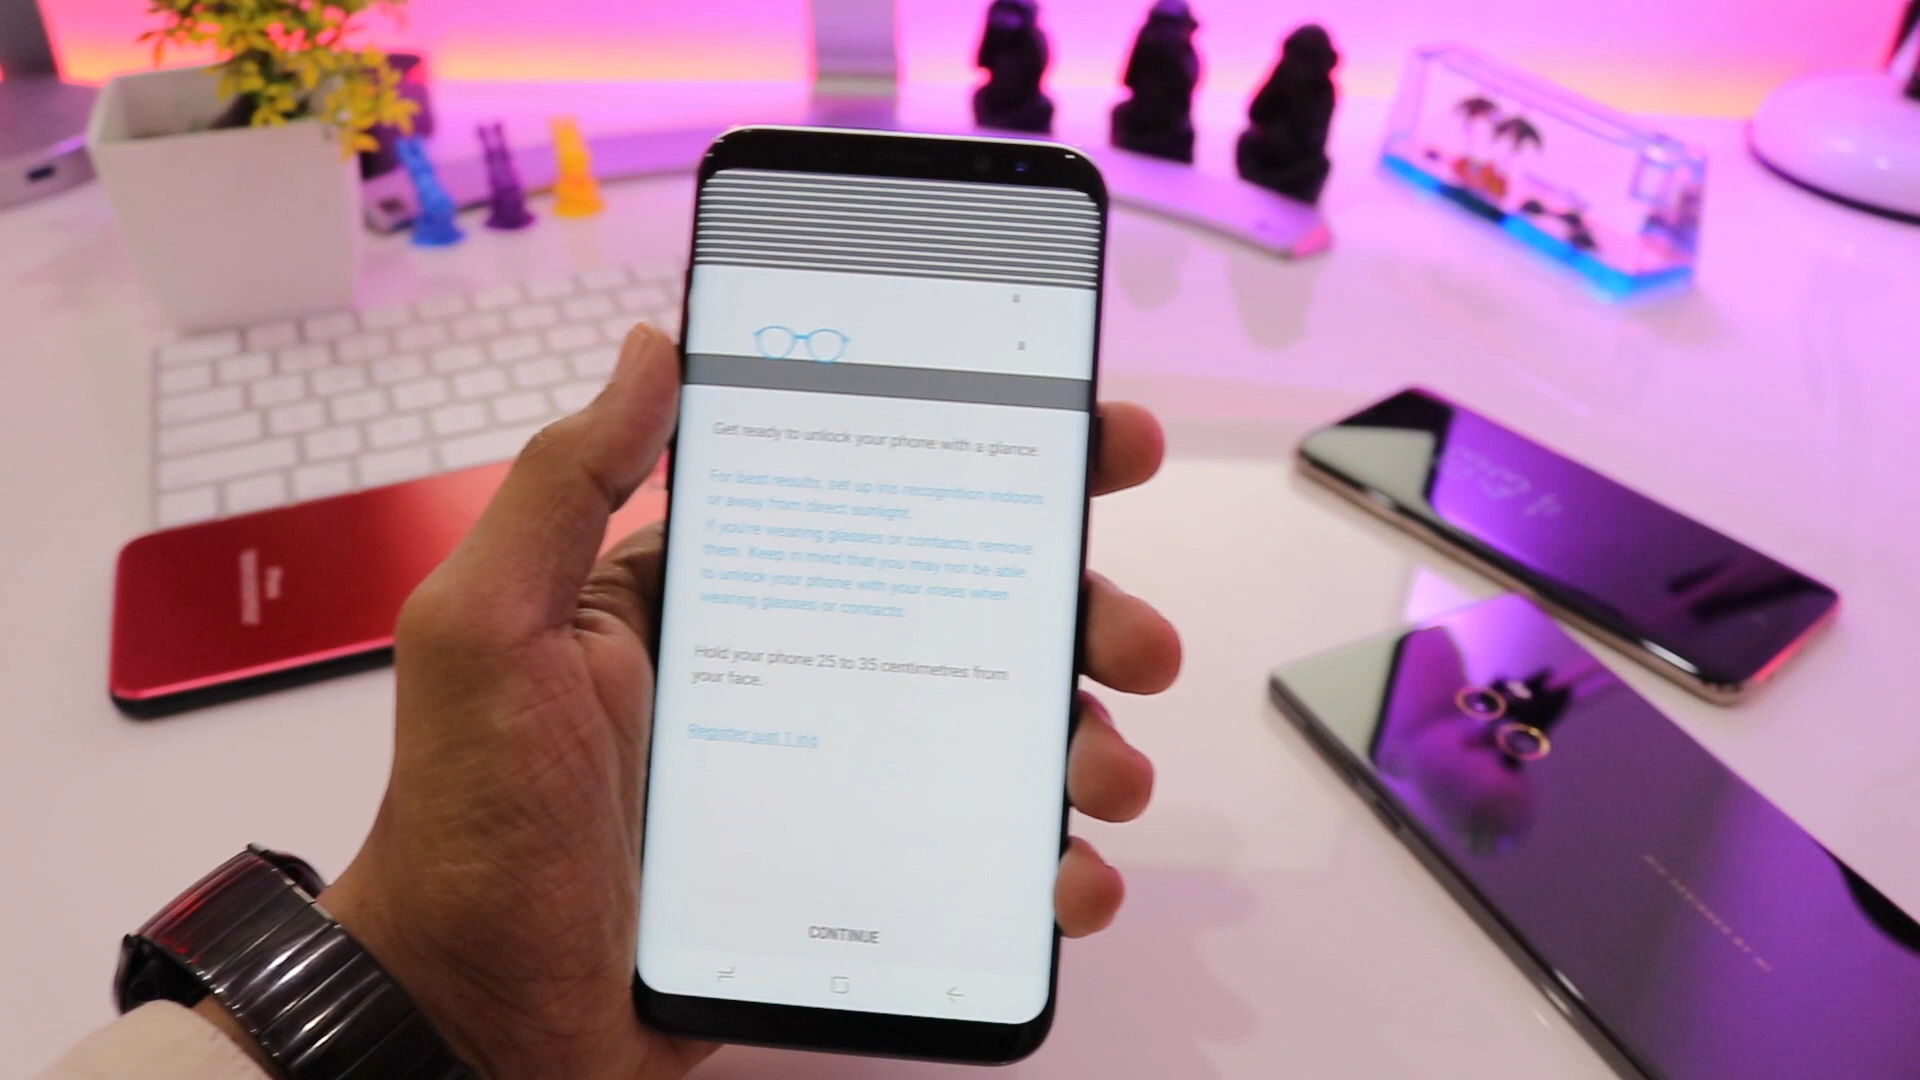 Get ready to unlock your phone with a glance.
For best results, set up iris recognition indoors
or away from direct sunlight.
If you're wearing glasses or contacts, remove
them. Keep in mind that you may not be able
to unlock your phone with your irises when
wearing glasses or contacts.
Hold your phone 25 to 35 centimetres from
your face.
Register just 1 iris
CONTINUE